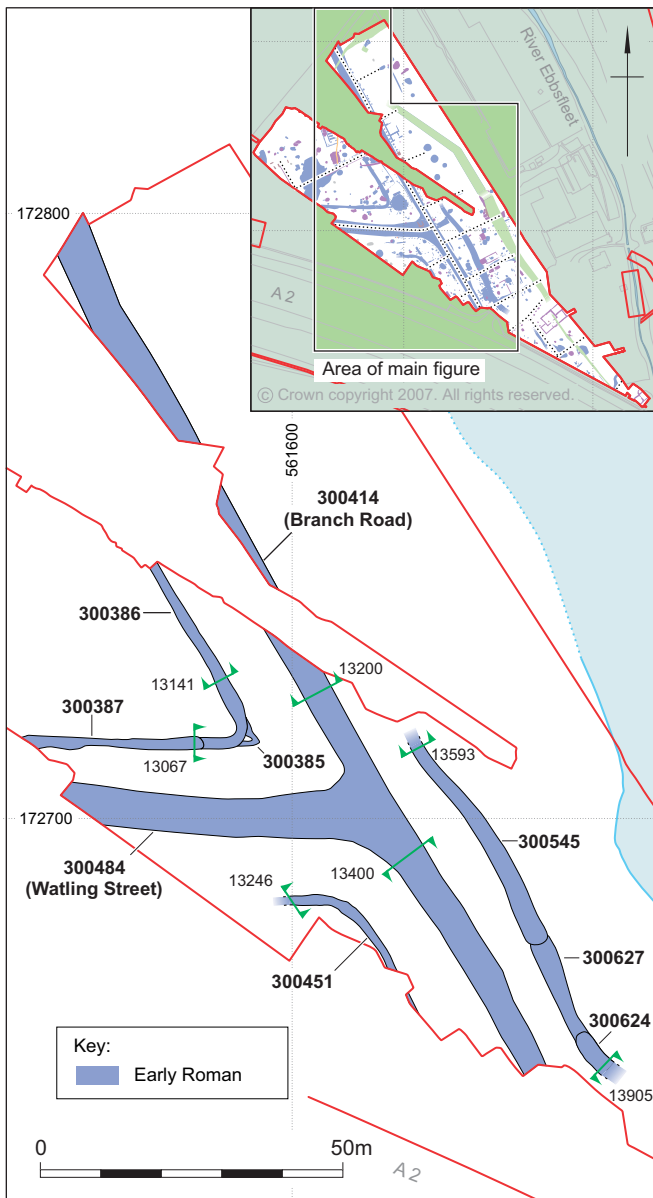 River Ebbsfleet
A 2
Area of main figure
© Crown copyright 2007. All rights reserved.
172800
561600
300414
(Branch Road)
300386
13141
13200
300387
13067
300385
13593
172700
300545
300484
(Watling Street)
13246
13400
300451
300627
300624
13905
Key:
Early Roman
0
50m
A 2